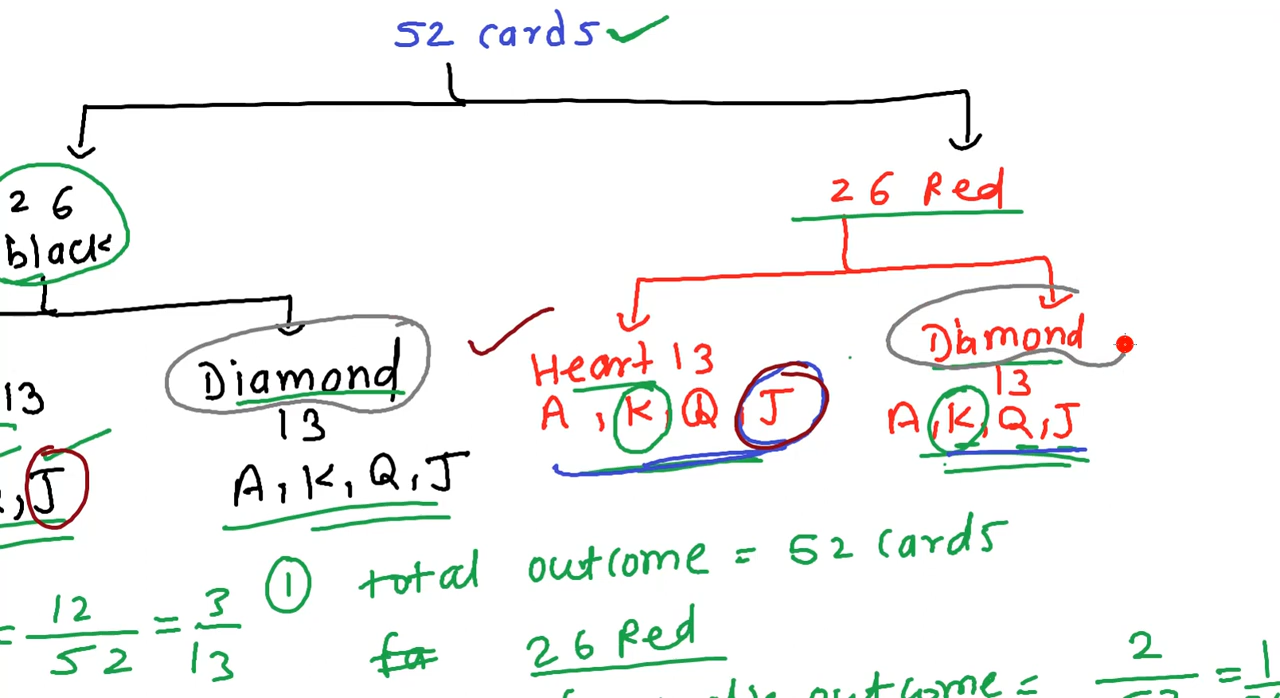 52 cards
26
black
26 Red
13
Diamond
13
A, K, Q, J
Heart 13
A, K, Q, J
Diamond
13
A, K, Q, J
, J
= 12/52 = 3/13
① total outcome = 52 cards
26 Red
outcome = 2